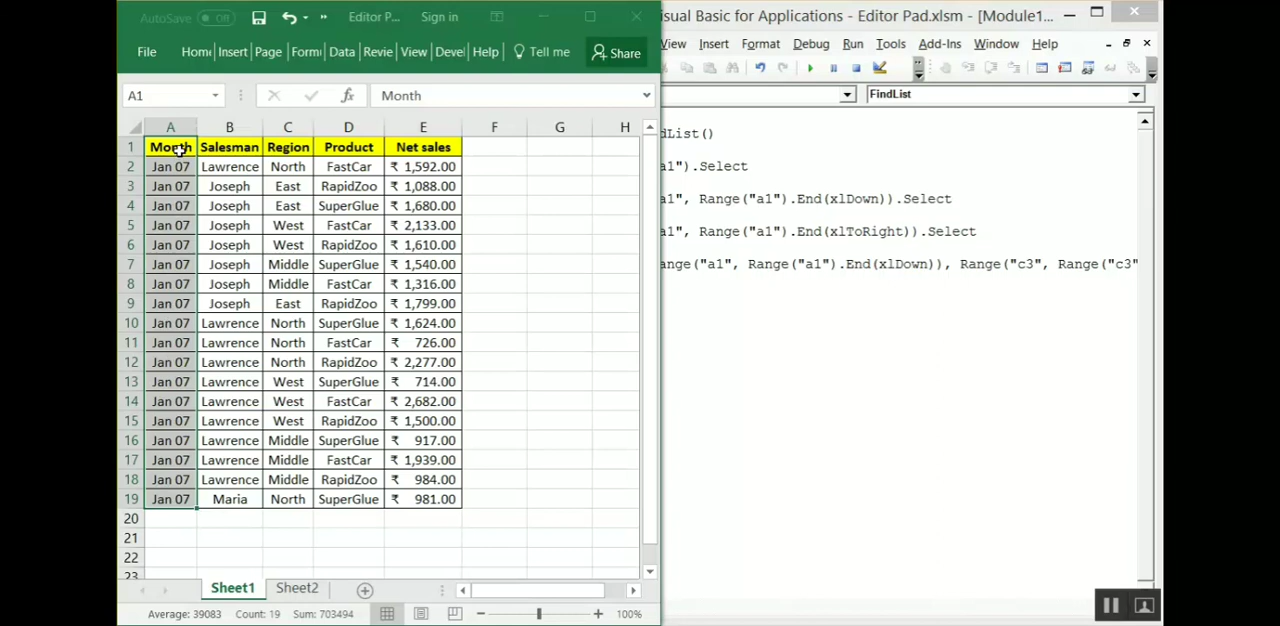 AutoSave Off Editor P... Sign in
File Home Insert Page Formu Data Revie View Devel Help Tell me Share
A1 fx Month
A B C D E F G H
1 Month Salesman Region Product Net sales
2 Jan 07 Lawrence North FastCar ₹ 1,592.00
3 Jan 07 Joseph East RapidZoo ₹ 1,088.00
4 Jan 07 Joseph East SuperGlue ₹ 1,680.00
5 Jan 07 Joseph West FastCar ₹ 2,133.00
6 Jan 07 Joseph West RapidZoo ₹ 1,610.00
7 Jan 07 Joseph Middle SuperGlue ₹ 1,540.00
8 Jan 07 Joseph Middle FastCar ₹ 1,316.00
9 Jan 07 Joseph East RapidZoo ₹ 1,799.00
10 Jan 07 Lawrence North SuperGlue ₹ 1,624.00
11 Jan 07 Lawrence North FastCar ₹ 726.00
12 Jan 07 Lawrence North RapidZoo ₹ 2,277.00
13 Jan 07 Lawrence West SuperGlue ₹ 714.00
14 Jan 07 Lawrence West FastCar ₹ 2,682.00
15 Jan 07 Lawrence West RapidZoo ₹ 1,500.00
16 Jan 07 Lawrence Middle SuperGlue ₹ 917.00
17 Jan 07 Lawrence Middle FastCar ₹ 1,939.00
18 Jan 07 Lawrence Middle RapidZoo ₹ 984.00
19 Jan 07 Maria North SuperGlue ₹ 981.00
20
21
22
23
Sheet1 Sheet2
Average: 39083 Count: 19 Sum: 703494 100%
isual Basic for Applications - Editor Pad.xlsm - [Module1...
View Insert Format Debug Run Tools Add-Ins Window Help
FindList
dList()
a1").Select
a1", Range("a1").End(xlDown)).Select
a1", Range("a1").End(xlToRight)).Select
ange("a1", Range("a1").End(xlDown)), Range("c3", Range("c3"